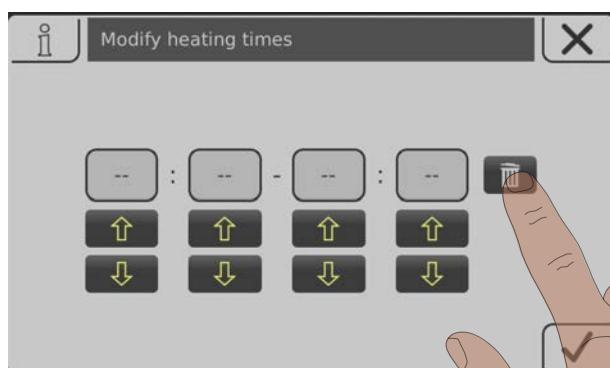 Modify heating times
-- : -- - -- : --